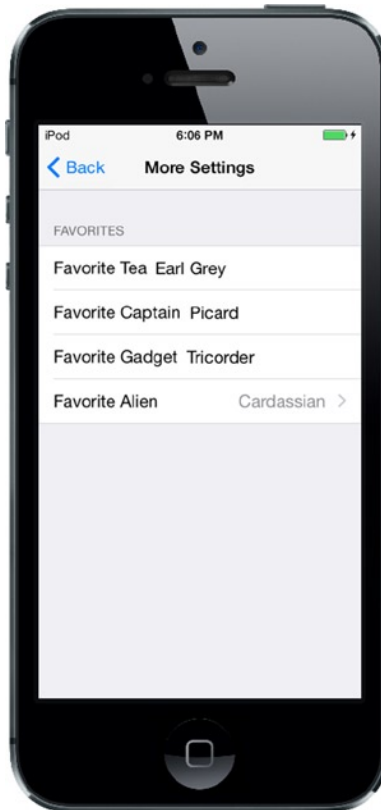 iPod 6:06 PM
Back More Settings
FAVORITES
Favorite Tea Earl Grey
Favorite Captain Picard
Favorite Gadget Tricorder
Favorite Alien Cardassian